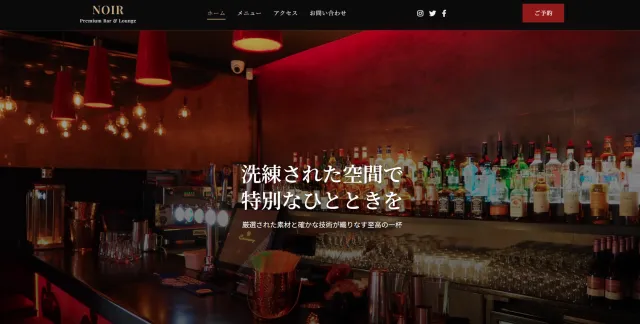 NOIR
Premium Bar & Lounge
ホーム メニュー アクセス お問い合わせ
ご予約
洗練された空間で
特別なひとときを
厳選された素材と確かな技術が織りなす至高の一杯